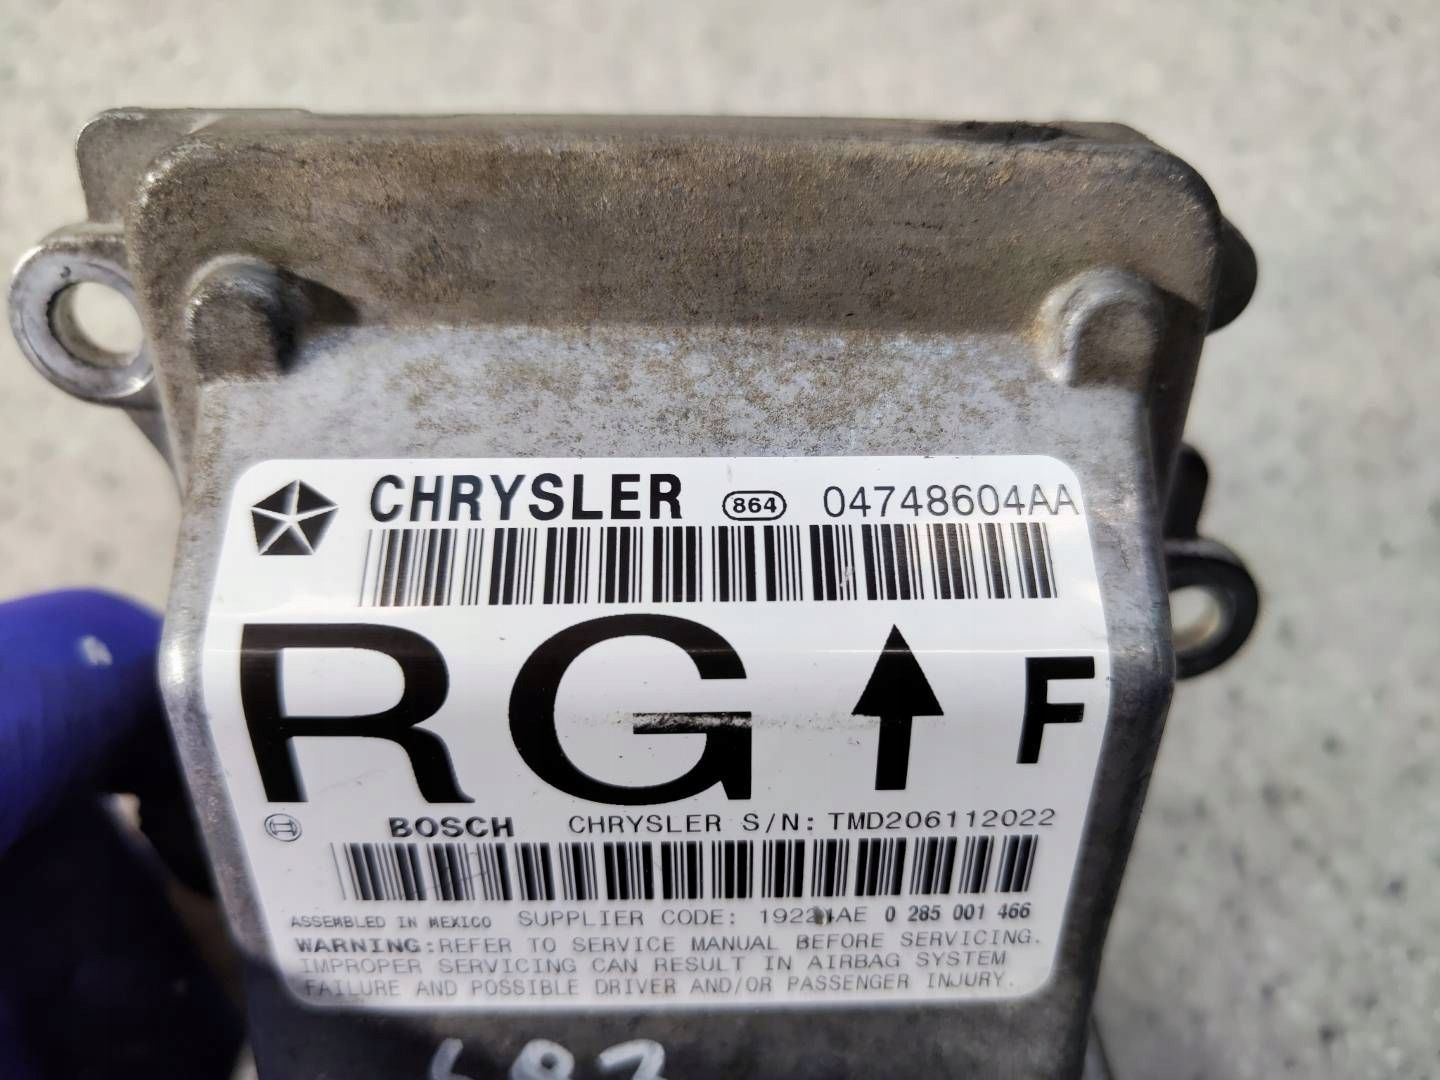 CHRYSLER 864 04748604AA
RG F
BOSCH CHRYSLER S/N: TMD206112022
ASSEMBLED IN MEXICO SUPPLIER CODE: 0 285 001 466
WARNING: REFER TO SERVICE MANUAL BEFORE SERVICING.
IMPROPER SERVICING CAN RESULT IN AIRBAG SYSTEM
FAILURE AND POSSIBLE DRIVER AND/OR PASSENGER INJURY.